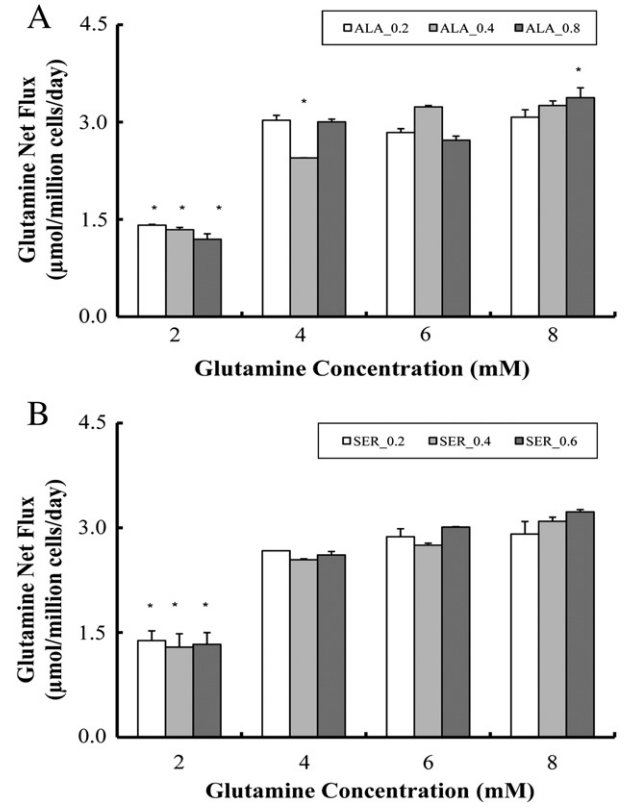 A
4.5
ALA_0.2 ALA_0.4 ALA_0.8
*
*
3.0
Glutamine Net Flux
(µmol/million cells/day)
* * *
1.5
0.0
2 4 6 8
Glutamine Concentration (mM)
B
4.5
SER_0.2 SER_0.4 SER_0.6
3.0
Glutamine Net Flux
(µmol/million cells/day)
* * *
1.5
0.0
2 4 6 8
Glutamine Concentration (mM)